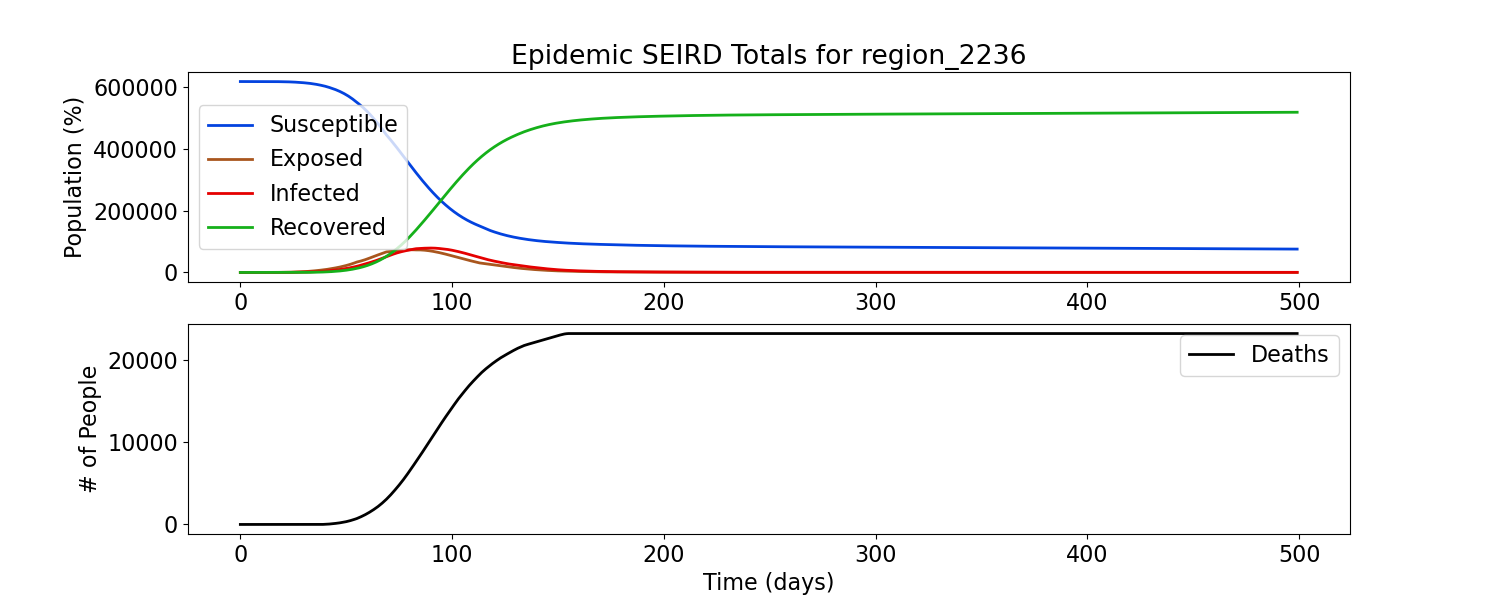 Epidemic SEIRD Totals for region_2236
Population (%)
600000
400000
200000
0
Susceptible
Exposed
Infected
Recovered
0 100 200 300 400 500
# of People
20000
10000
0
Deaths
0 100 200 300 400 500
Time (days)